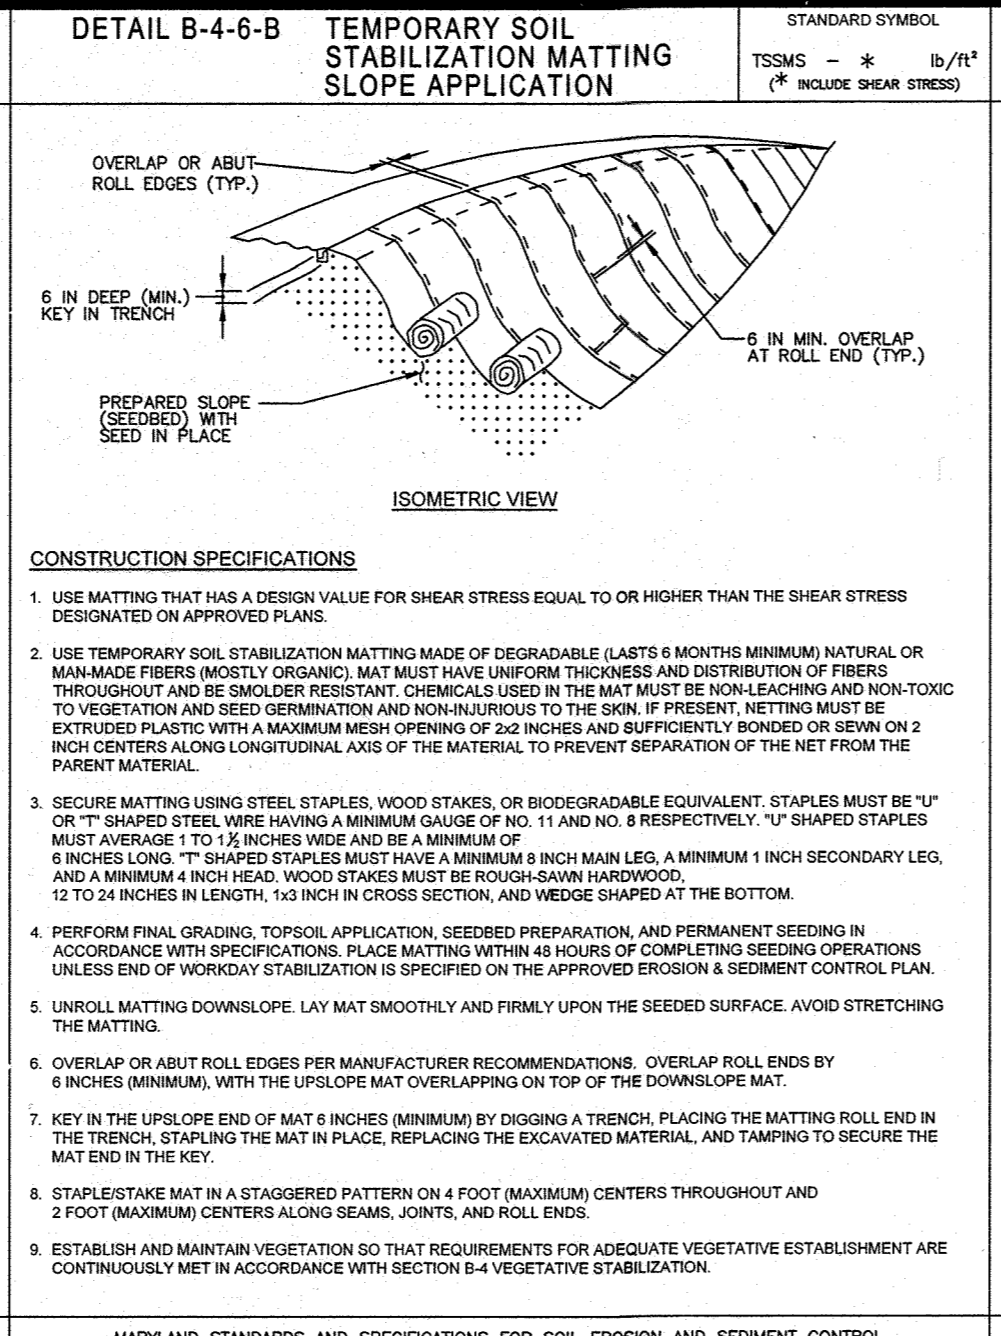 DETAIL B-4-6-B
TEMPORARY SOIL
STABILIZATION MATTING
SLOPE APPLICATION
STANDARD SYMBOL
TSSMS - * lb/ft²
(* INCLUDE SHEAR STRESS)
OVERLAP OR ABUT
ROLL EDGES (TYP.)
6 IN DEEP (MIN.)
KEY IN TRENCH
6 IN MIN. OVERLAP
AT ROLL END (TYP.)
PREPARED SLOPE
(SEEDBED) WITH
SEED IN PLACE
ISOMETRIC VIEW
CONSTRUCTION SPECIFICATIONS
1. USE MATTING THAT HAS A DESIGN VALUE FOR SHEAR STRESS EQUAL TO OR HIGHER THAN THE SHEAR STRESS
DESIGNATED ON APPROVED PLANS.
2. USE TEMPORARY SOIL STABILIZATION MATTING MADE OF DEGRADABLE (LASTS 6 MONTHS MINIMUM) NATURAL OR
MAN-MADE FIBERS (MOSTLY ORGANIC). MAT MUST HAVE UNIFORM THICKNESS AND DISTRIBUTION OF FIBERS
THROUGHOUT AND BE SMOLDER RESISTANT. CHEMICALS USED IN THE MAT MUST BE NON-LEACHING AND NON-TOXIC
TO VEGETATION AND SEED GERMINATION AND NON-INJURIOUS TO THE SKIN. IF PRESENT, NETTING MUST BE
EXTRUDED PLASTIC WITH A MAXIMUM MESH OPENING OF 2x2 INCHES AND SUFFICIENTLY BONDED OR SEWN ON 2
INCH CENTERS ALONG LONGITUDINAL AXIS OF THE MATERIAL TO PREVENT SEPARATION OF THE NET FROM THE
PARENT MATERIAL.
3. SECURE MATTING USING STEEL STAPLES, WOOD STAKES, OR BIODEGRADABLE EQUIVALENT. STAPLES MUST BE "U"
OR "T" SHAPED STEEL WIRE HAVING A MINIMUM GAUGE OF NO. 11 AND NO. 8 RESPECTIVELY. "U" SHAPED STAPLES
MUST AVERAGE 1 TO 1½ INCHES WIDE AND BE A MINIMUM OF
6 INCHES LONG. "T" SHAPED STAPLES MUST HAVE A MINIMUM 8 INCH MAIN LEG, A MINIMUM 1 INCH SECONDARY LEG,
AND A MINIMUM 4 INCH HEAD. WOOD STAKES MUST BE ROUGH-SAWN HARDWOOD,
12 TO 24 INCHES IN LENGTH, 1x3 INCH IN CROSS SECTION, AND WEDGE SHAPED AT THE BOTTOM.
4. PERFORM FINAL GRADING, TOPSOIL APPLICATION, SEEDBED PREPARATION, AND PERMANENT SEEDING IN
ACCORDANCE WITH SPECIFICATIONS. PLACE MATTING WITHIN 48 HOURS OF COMPLETING SEEDING OPERATIONS
UNLESS END OF WORKDAY STABILIZATION IS SPECIFIED ON THE APPROVED EROSION & SEDIMENT CONTROL PLAN.
5. UNROLL MATTING DOWNSLOPE. LAY MAT SMOOTHLY AND FIRMLY UPON THE SEEDED SURFACE. AVOID STRETCHING
THE MATTING.
6. OVERLAP OR ABUT ROLL EDGES PER MANUFACTURER RECOMMENDATIONS. OVERLAP ROLL ENDS BY
6 INCHES (MINIMUM), WITH THE UPSLOPE MAT OVERLAPPING ON TOP OF THE DOWNSLOPE MAT.
7. KEY IN THE UPSLOPE END OF MAT 6 INCHES (MINIMUM) BY DIGGING A TRENCH, PLACING THE MATTING ROLL END IN
THE TRENCH, STAPLING THE MAT IN PLACE, REPLACING THE EXCAVATED MATERIAL, AND TAMPING TO SECURE THE
MAT END IN THE KEY.
8. STAPLE/STAKE MAT IN A STAGGERED PATTERN ON 4 FOOT (MAXIMUM) CENTERS THROUGHOUT AND
2 FOOT (MAXIMUM) CENTERS ALONG SEAMS, JOINTS, AND ROLL ENDS.
9. ESTABLISH AND MAINTAIN VEGETATION SO THAT REQUIREMENTS FOR ADEQUATE VEGETATIVE ESTABLISHMENT ARE
CONTINUOUSLY MET IN ACCORDANCE WITH SECTION B-4 VEGETATIVE STABILIZATION.
MARYLAND STANDARDS AND SPECIFICATIONS FOR SOIL EROSION AND SEDIMENT CONTROL